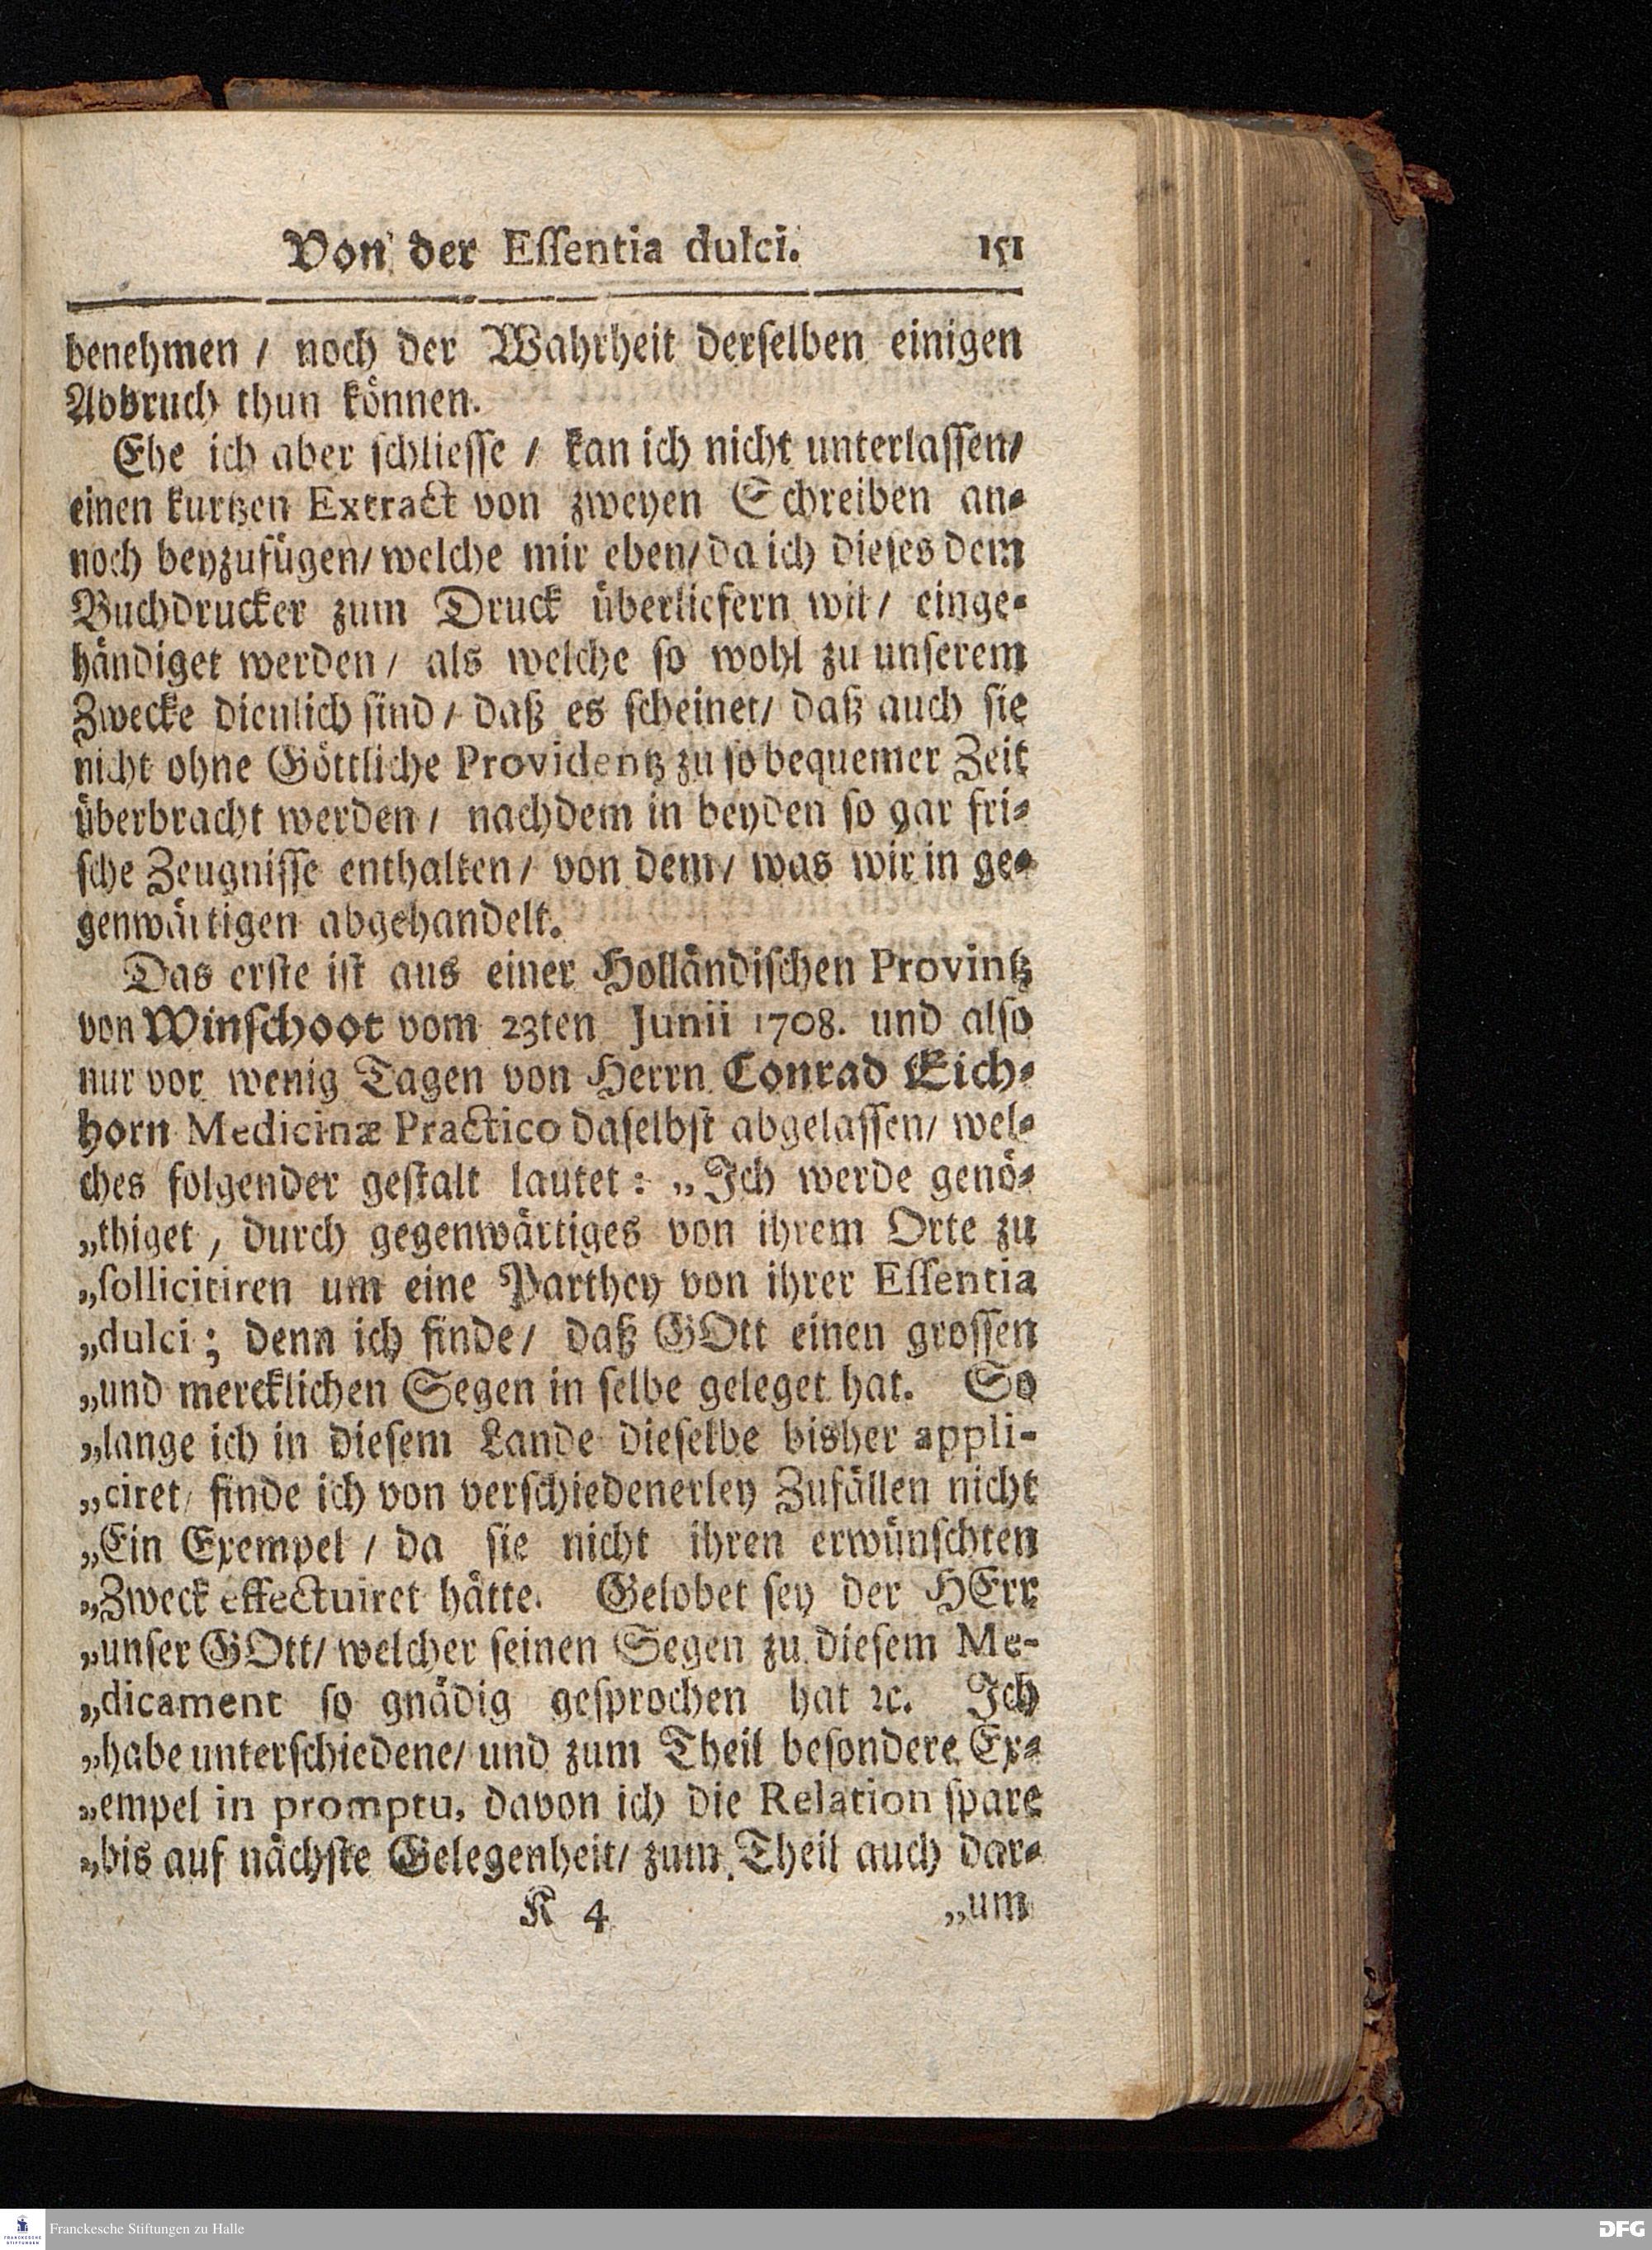 Von der Essentia dulci. 151
benehmen / noch der Wahrheit derselben einigen
Abbruch thun können.
Ehe ich aber schliesse / kan ich nicht unterlassen/
einen kurtzen Extract von zweyen Schreiben an-
noch beyzufügen/ welche mir eben/ da ich dieses dem
Buchdrucker zum Druck überliefern wil/ einge-
händiget werden/ als welche so wohl zu unserem
Zwecke dienlich sind/ daß es scheinet/ daß auch sie
nicht ohne Göttliche Providentz zu so bequemer Zeit
überbracht werden/ nachdem in beyden so gar fri-
sche Zeugnisse enthalten/ von dem/ was wir in ge-
genwärtigen abgehandelt.
Das erste ist aus einer Holländischen Provintz
von Winschoot vom 23ten Junii 1708. und also
nur vor wenig Tagen von Herrn Conrad Eich-
horn Medicinæ Practico daselbst abgelassen/ wel-
ches folgender gestalt lautet: „Ich werde genö-
„thiget, durch gegenwärtiges von ihrem Orte zu
„sollicitiren um eine Parthey von ihrer Essentia
„dulci; denn ich finde/ daß GOtt einen grossen
„und mercklichen Segen in selbe geleget hat. So
„lange ich in diesem Lande dieselbe bisher appli-
„ciret/ finde ich von verschiedenerley Zufällen nicht
„Ein Exempel / da sie nicht ihren erwünschten
„Zweck effectuiret hätte. Gelobet sey der HErr
„unser GOtt/ welcher seinen Segen zu diesem Me-
„dicament so gnädig gesprochen hat ꝛc. Ich
„habe unterschiedene/ und zum Theil besondere Ex-
„empel in promptu, davon ich die Relation spare
„bis auf nächste Gelegenheit/ zum Theil auch dar-
K 4 „um
Franckesche Stiftungen zu Halle
DFG